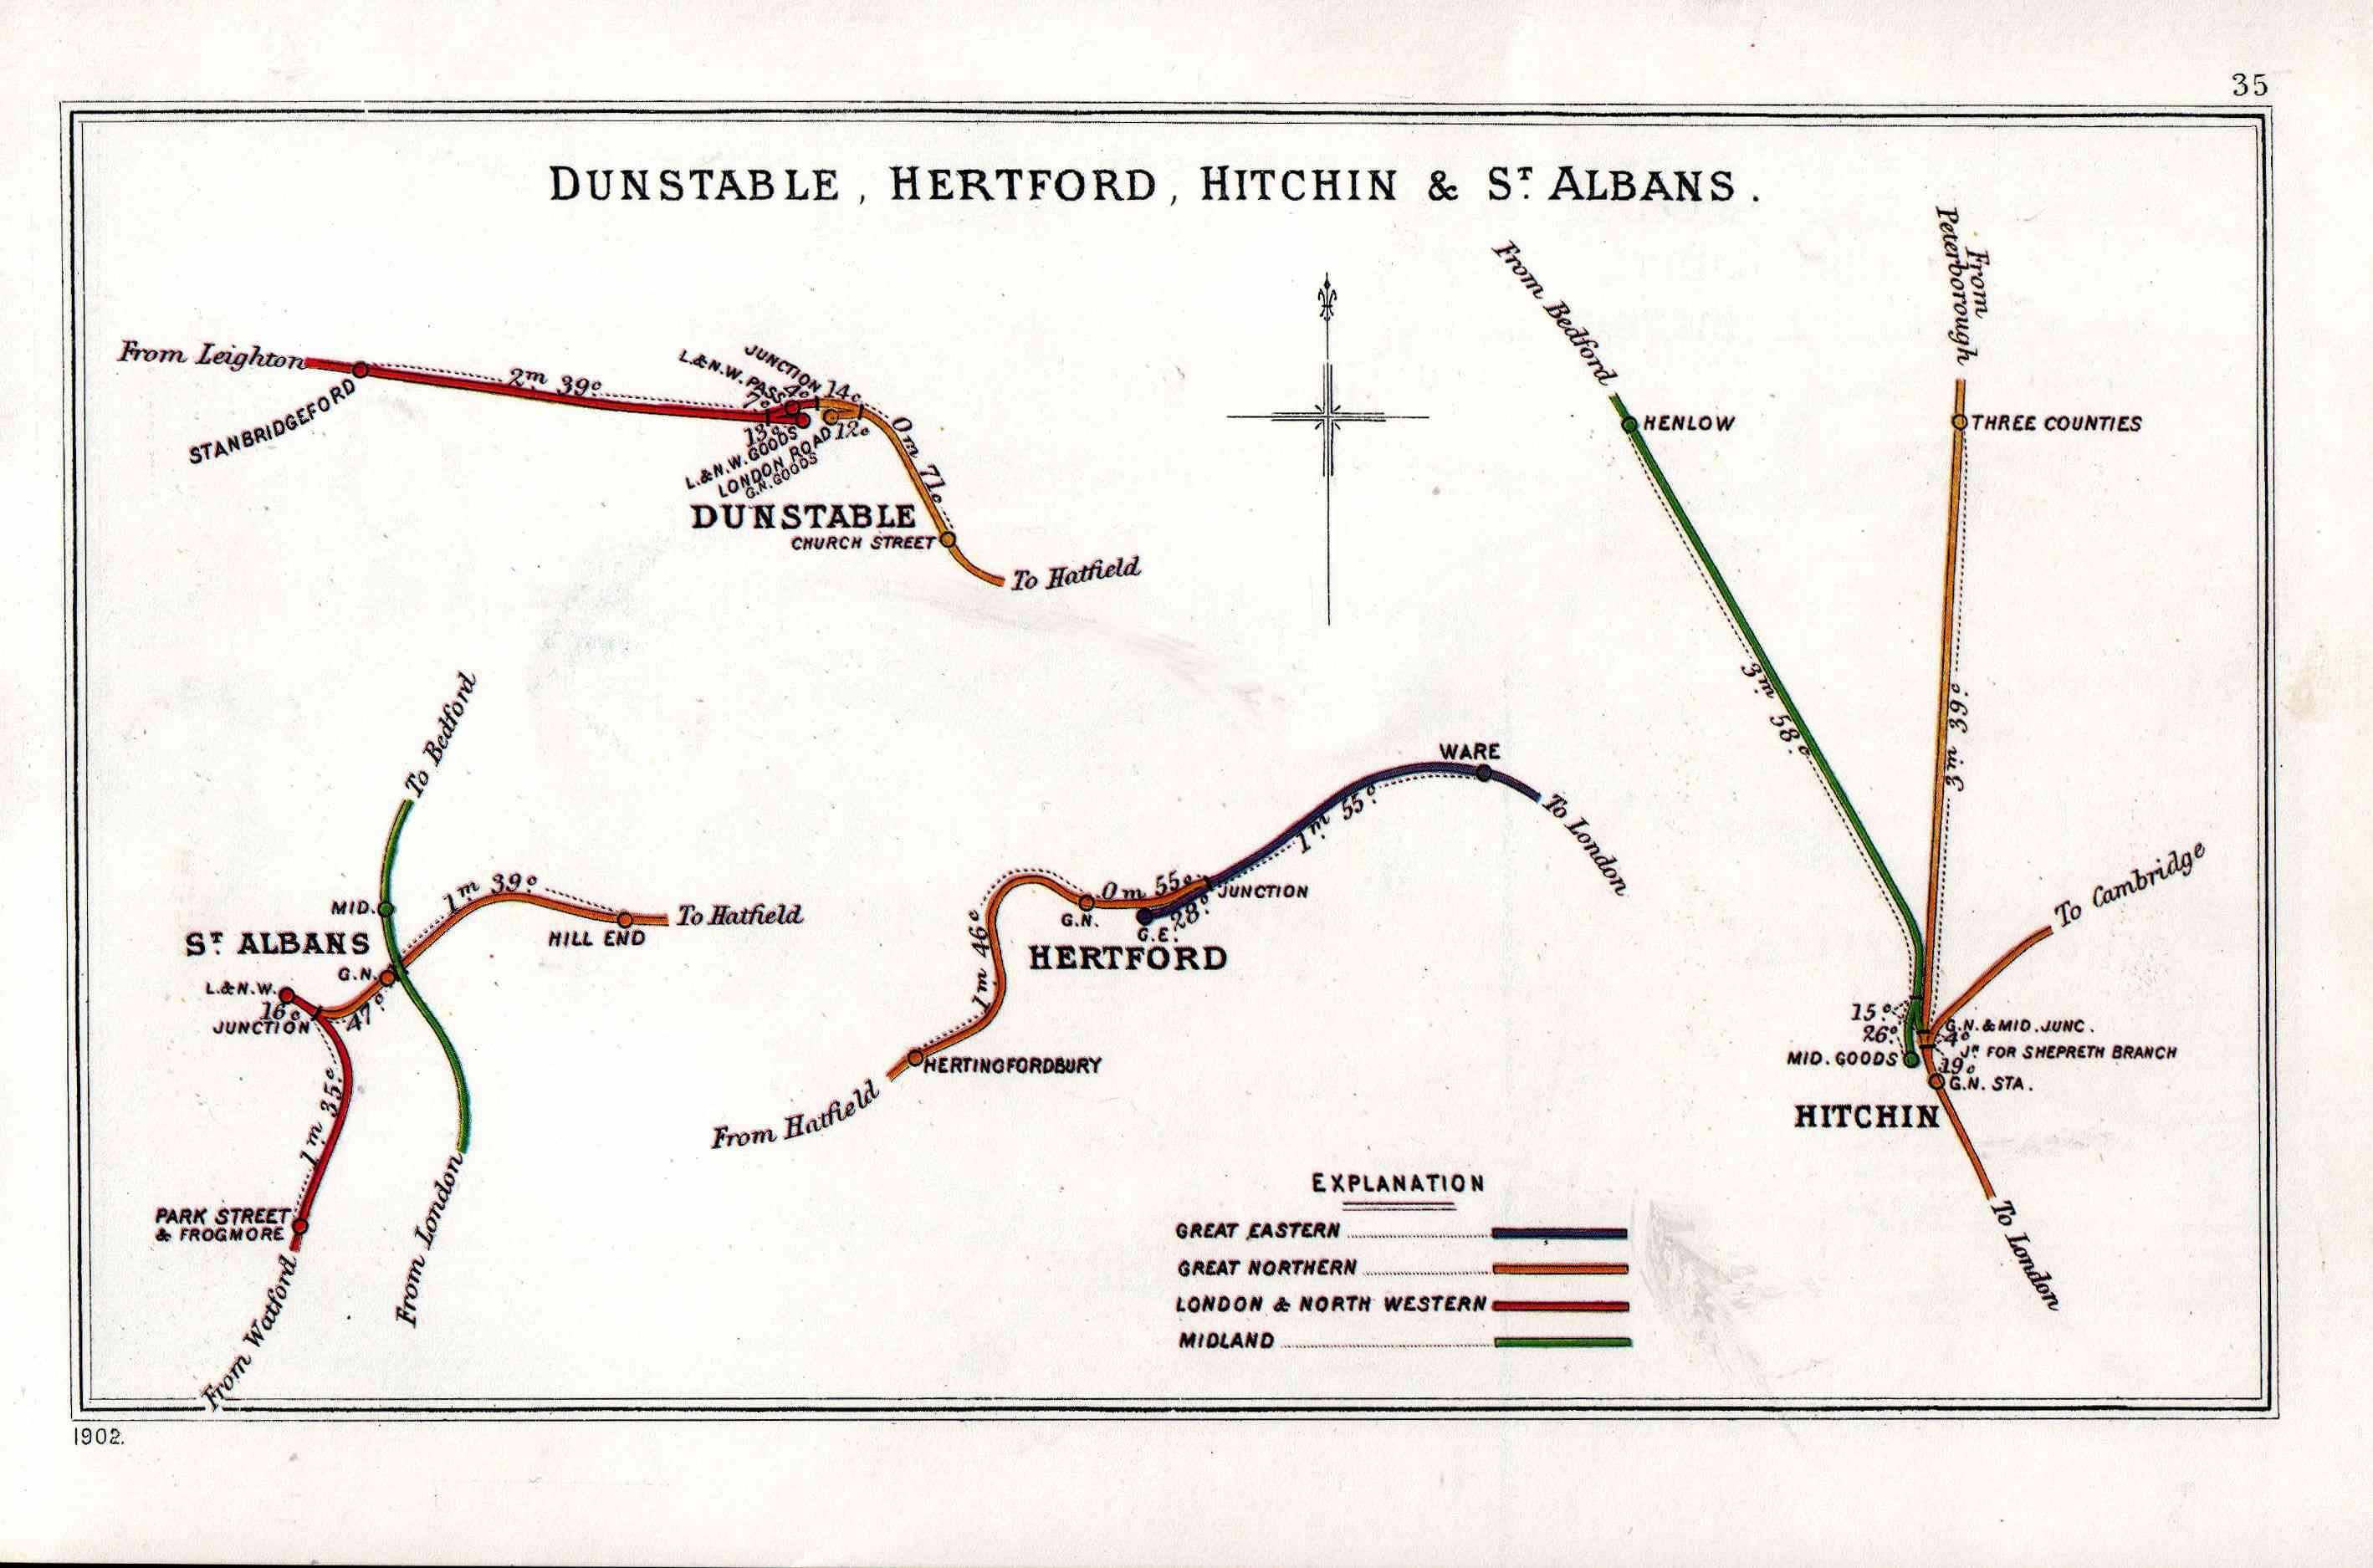 35
DUNSTABLE, HERTFORD, HITCHIN & Sᵀ ALBANS.
From Leighton
STANBRIDGEFORD
2m 39c
L.& N.W. PASS.
JUNCTION
7c
4c
14c
13c
12c
L.& N.W. GOODS
LONDON ROAD
G.N. GOODS
0m 71c
DUNSTABLE
CHURCH STREET
To Hatfield
From Bedford
HENLOW
3m 58c
From
Peterborough
THREE COUNTIES
3m 39c
To Cambridge
15c
26c
MID. GOODS
G.N.& MID. JUNC.
4c
Jⁿ FOR SHEPRETH BRANCH
19c
G.N. STA.
HITCHIN
To London
To Bedford
MID.
Sᵀ ALBANS
G.N.
L.& N.W.
16c
JUNCTION
47c
1m 39c
HILL END
To Hatfield
1m 35c
PARK STREET
& FROGMORE
From Watford
From London
WARE
To London
1m 55c
JUNCTION
0m 55c
28c
G.N.
G.E.
HERTFORD
1m 46c
HERTINGFORDBURY
From Hatfield
EXPLANATION
GREAT EASTERN
GREAT NORTHERN
LONDON & NORTH WESTERN
MIDLAND
1902.